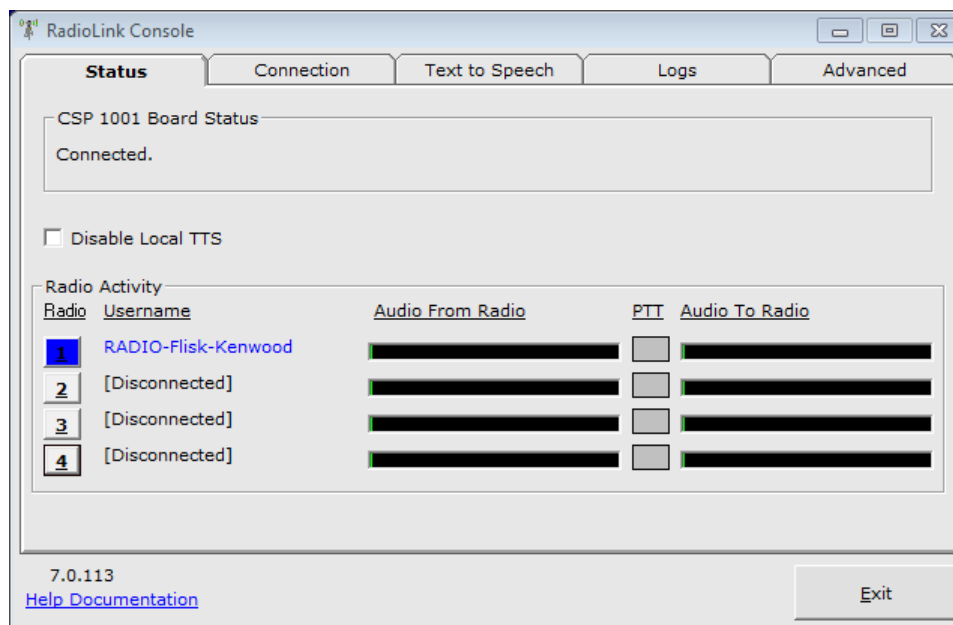 RadioLink Console
Status Connection Text to Speech Logs Advanced
CSP 1001 Board Status
Connected.
Disable Local TTS
Radio Activity
Radio Username Audio From Radio PTT Audio To Radio
1 RADIO-Flisk-Kenwood
2 [Disconnected]
3 [Disconnected]
4 [Disconnected]
7.0.113
Help Documentation
Exit